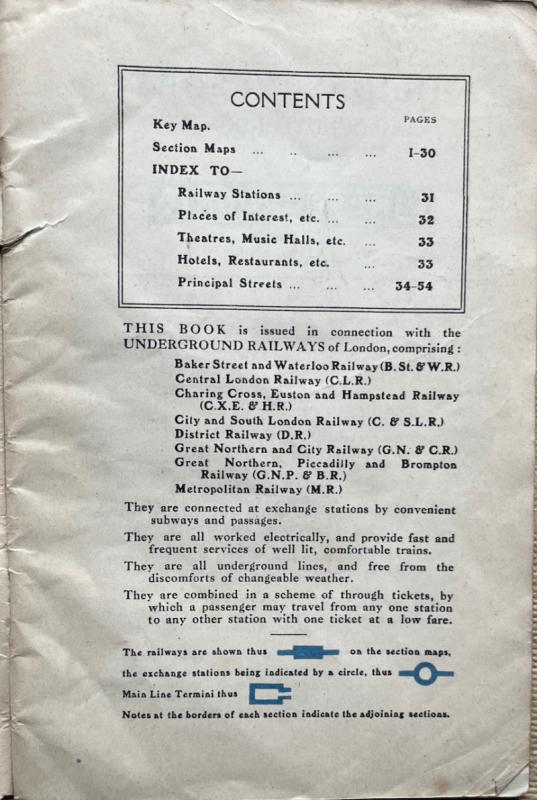 CONTENTS
PAGES
Key Map.
Section Maps ... .. ... ... 1-30
INDEX TO—
Railway Stations ... ... ... 31
Places of Interest, etc. ... ... 32
Theatres, Music Halls, etc. ... 33
Hotels, Restaurants, etc. ... 33
Principal Streets ... ... ... 34-54
THIS BOOK is issued in connection with the
UNDERGROUND RAILWAYS of London, comprising :
Baker Street and Waterloo Railway (B. St. & W.R.)
Central London Railway (C.L.R.)
Charing Cross, Euston and Hampstead Railway
(C.X.E. & H.R.)
City and South London Railway (C. & S.L.R.)
District Railway (D.R.)
Great Northern and City Railway (G.N. & C.R.)
Great Northern, Piccadilly and Brompton
Railway (G.N.P. & B.R.)
Metropolitan Railway (M.R.)
They are connected at exchange stations by convenient
subways and passages.
They are all worked electrically, and provide fast and
frequent services of well lit, comfortable trains.
They are all underground lines, and free from the
discomforts of changeable weather.
They are combined in a scheme of through tickets, by
which a passenger may travel from any one station
to any other station with one ticket at a low fare.
The railways are shown thus on the section maps,
the exchange stations being indicated by a circle, thus
Main Line Termini thus
Notes at the borders of each section indicate the adjoining sections.